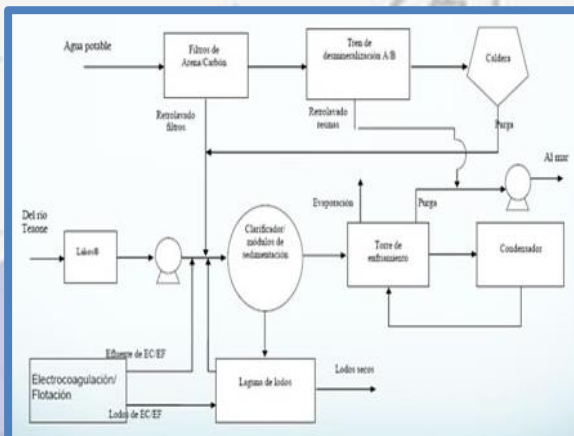 Agua potable
Filtros de
Arena/Carbón
Tren de
desmineralización A/B
Caldera
Retrolavado
filtros
Retrolavado
resinas
Purga
Al mar
Evaporación
Purga
Del río
Tesone
Lakos®
Clarificador/
módulos de
sedimentación
Torre de
enfriamiento
Condensador
Efluente de EC/EF
Electrocoagulación/
Flotación
Lodos de EC/EF
Laguna de lodos
Lodos secos